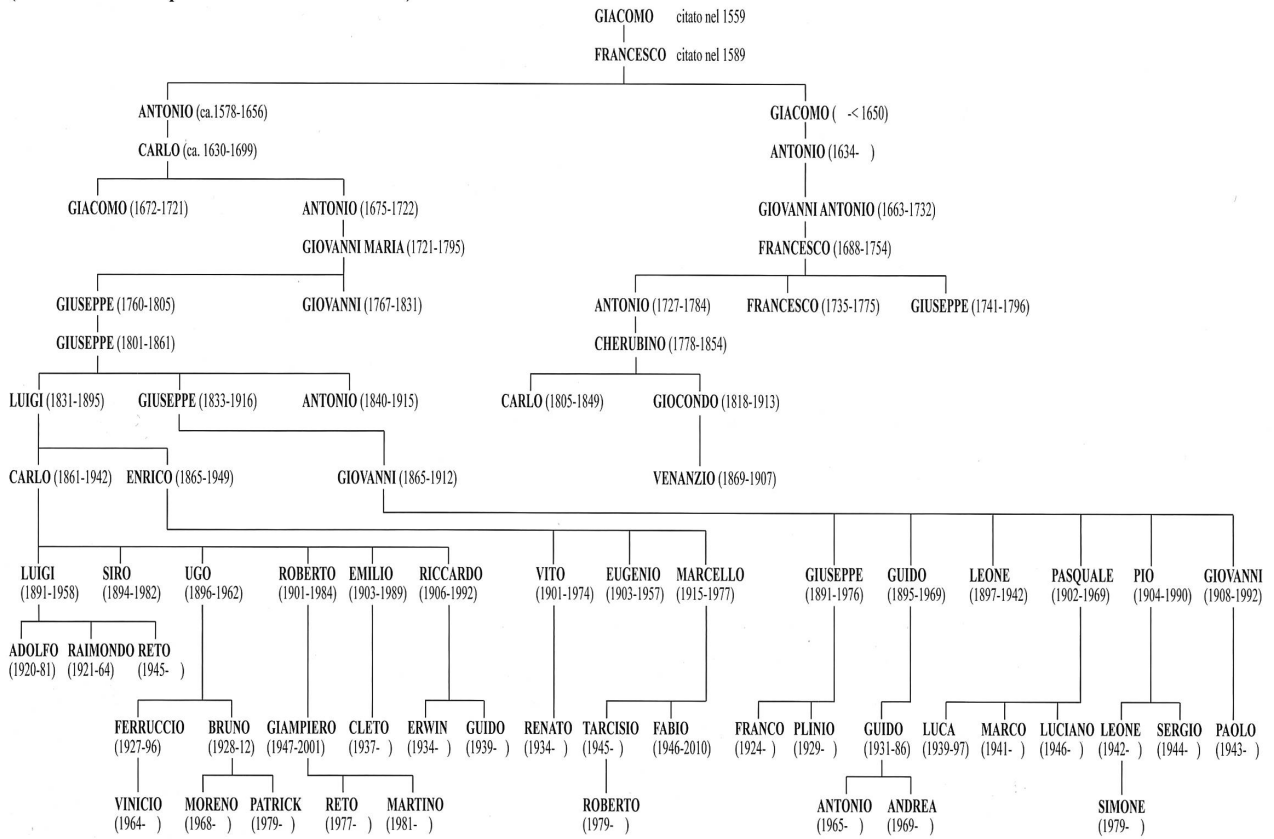 GIACOMO citato nel 1559
FRANCESCO citato nel 1589
ANTONIO (ca.1578-1656)
GIACOMO ( -< 1650)
CARLO (ca. 1630-1699)
ANTONIO (1634- )
GIACOMO (1672-1721)
ANTONIO (1675-1722)
GIOVANNI ANTONIO (1663-1732)
GIOVANNI MARIA (1721-1795)
FRANCESCO (1688-1754)
GIUSEPPE (1760-1805)
GIOVANNI (1767-1831)
ANTONIO (1727-1784)
FRANCESCO (1735-1775)
GIUSEPPE (1741-1796)
GIUSEPPE (1801-1861)
CHERUBINO (1778-1854)
LUIGI (1831-1895)
GIUSEPPE (1833-1916)
ANTONIO (1840-1915)
CARLO (1805-1849)
GIOCONDO (1818-1913)
CARLO (1861-1942)
ENRICO (1865-1949)
GIOVANNI (1865-1912)
VENANZIO (1869-1907)
LUIGI
(1891-1958)
SIRO
(1894-1982)
UGO
(1896-1962)
ROBERTO
(1901-1984)
EMILIO
(1903-1989)
RICCARDO
(1906-1992)
VITO
(1901-1974)
EUGENIO
(1903-1957)
MARCELLO
(1915-1977)
GIUSEPPE
(1891-1976)
GUIDO
(1895-1969)
LEONE
(1897-1942)
PASQUALE
(1902-1969)
PIO
(1904-1990)
GIOVANNI
(1908-1992)
ADOLFO
(1920-81)
RAIMONDO
(1921-64)
RETO
(1945- )
FERRUCCIO
(1927-96)
BRUNO
(1928-12)
GIAMPIERO
(1947-2001)
CLETO
(1937- )
ERWIN
(1934- )
GUIDO
(1939- )
RENATO
(1934- )
TARCISIO
(1945- )
FABIO
(1946-2010)
FRANCO
(1924- )
PLINIO
(1929- )
GUIDO
(1931-86)
LUCA
(1939-97)
MARCO
(1941- )
LUCIANO
(1946- )
LEONE
(1942- )
SERGIO
(1944- )
PAOLO
(1943- )
VINICIO
(1964- )
MORENO
(1968- )
PATRICK
(1979- )
RETO
(1977- )
MARTINO
(1981- )
ROBERTO
(1979- )
ANTONIO
(1965- )
ANDREA
(1969- )
SIMONE
(1979- )